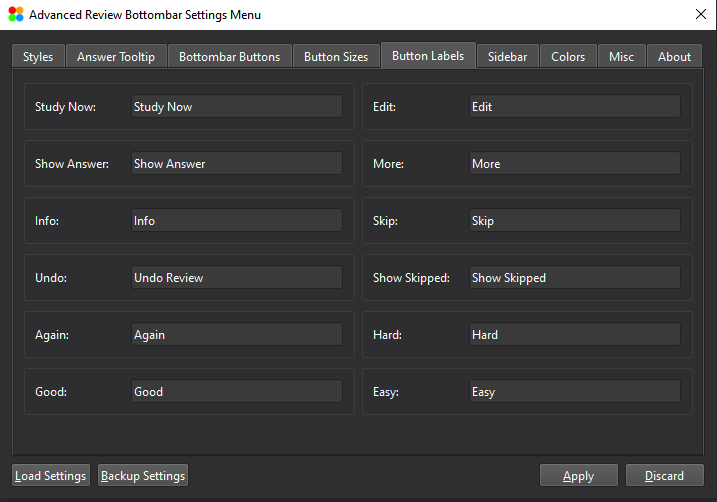 Advanced Review Bottombar Settings Menu
Styles Answer Tooltip Bottombar Buttons Button Sizes Button Labels Sidebar Colors Misc About
Study Now: Study Now Edit: Edit
Show Answer: Show Answer More: More
Info: Info Skip: Skip
Undo: Undo Review Show Skipped: Show Skipped
Again: Again Hard: Hard
Good: Good Easy: Easy
Load Settings Backup Settings Apply Discard